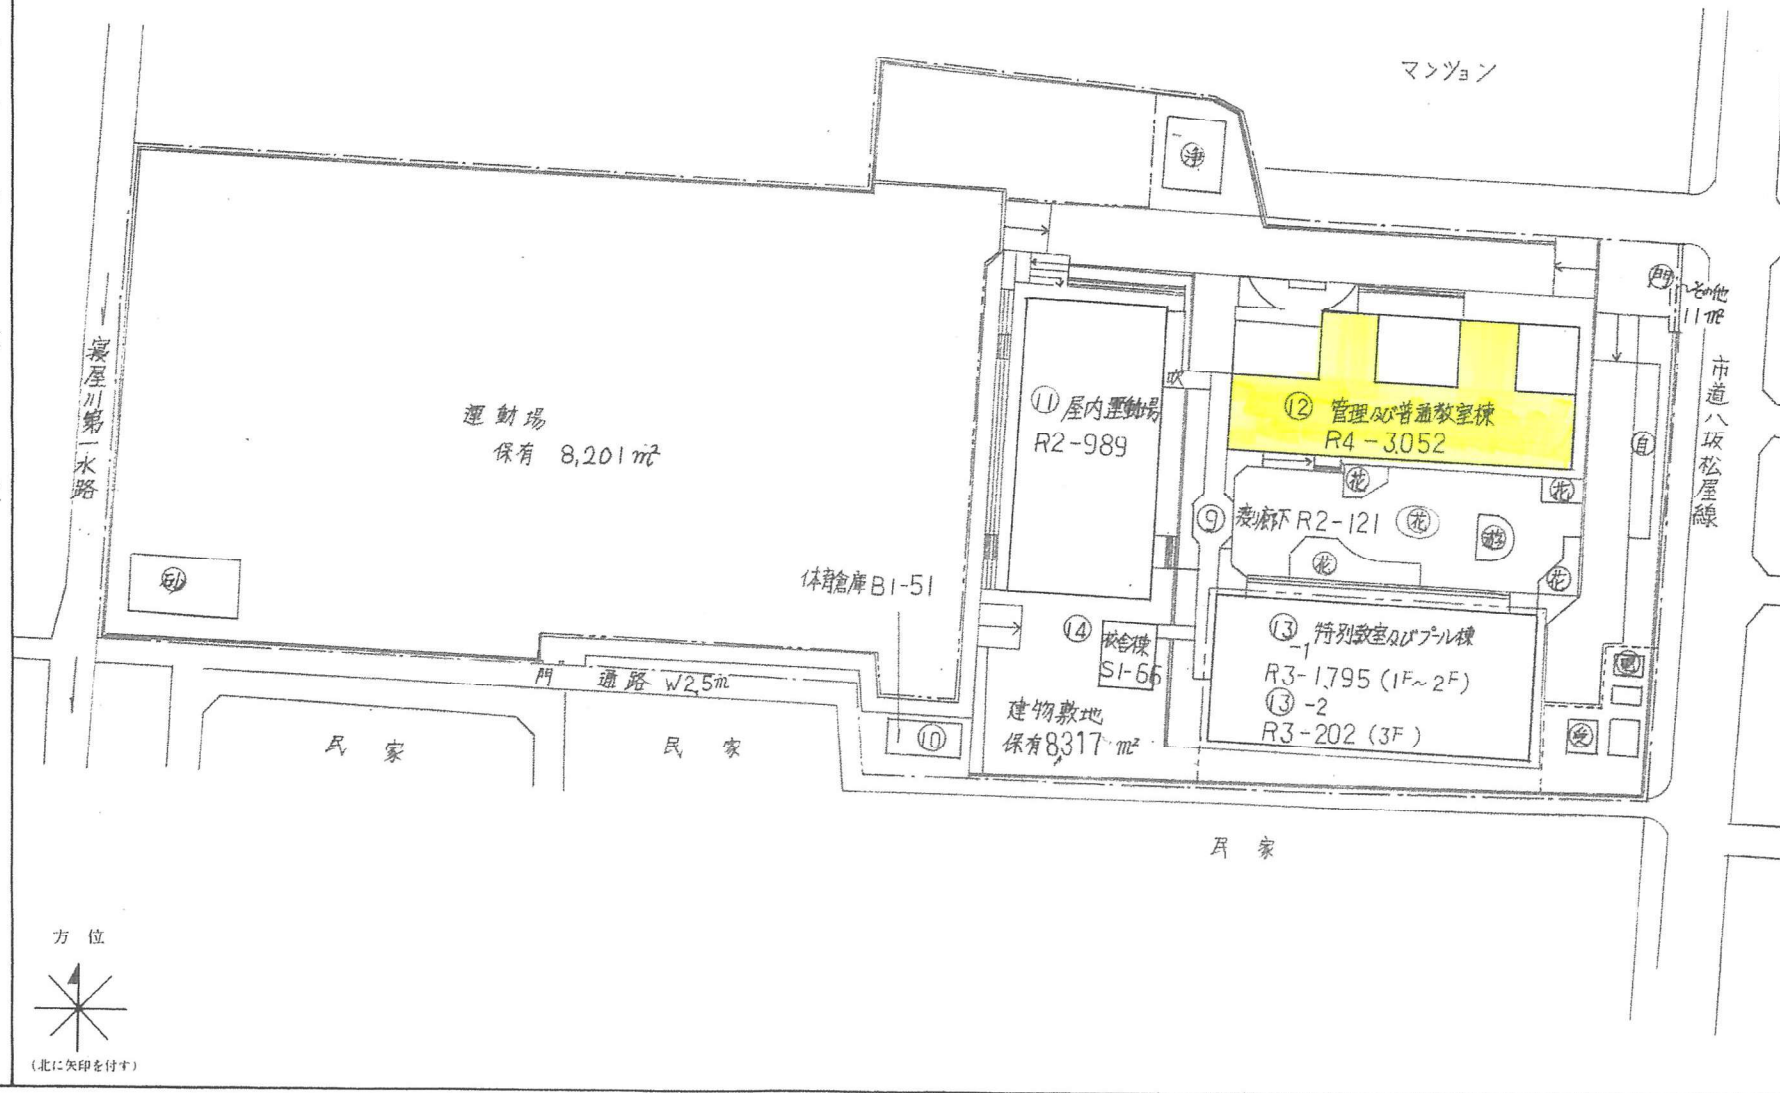 マンション
浄
門
その他
11㎡
寝屋川第一水路
市道八坂松屋線
運動場
保有 8,201㎡
⑪ 屋内運動場
R2-989
吹
⑫ 管理及び普通教室棟
R4-3,052
自
花
花
⑨ 渡り廊下 R2-121
花
遊
花
花
砂
体育倉庫 B1-51
⑭ 校舎棟
S1-66
⑬-1 特別教室及びプール棟
R3-1,795 (1F~2F)
⑬-2
R3-202 (3F)
門 通路 W2.5m
建物敷地
保有8,317㎡
⑩
受
民家
民家
民家
方位
(北に矢印を付す)